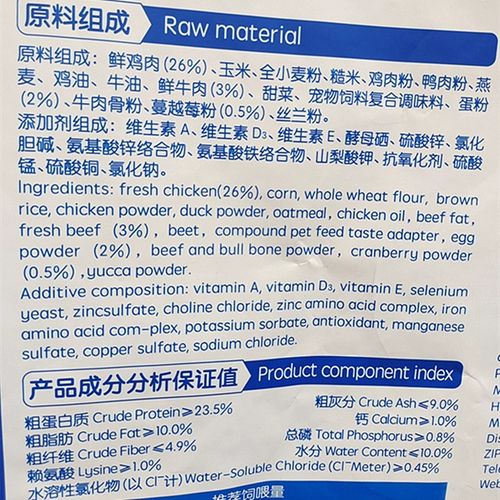 原料组成 Raw material
原料组成：鲜鸡肉(26%)、玉米、全小麦粉、糙米、鸡肉粉、鸭肉粉、燕
麦、鸡油、牛油、鲜牛肉(3%)、甜菜、宠物饲料复合调味料、蛋粉
(2%)、牛肉骨粉、蔓越莓粉(0.5%)、丝兰粉。
添加剂组成：维生素A、维生素D₃、维生素E、酵母硒、硫酸锌、氯化
胆碱、氨基酸锌络合物、氨基酸铁络合物、山梨酸钾、抗氧化剂、硫酸
锰、硫酸铜、氯化钠。
Ingredients: fresh chicken(26%), corn, whole wheat flour, brown
rice, chicken powder, duck powder, oatmeal, chicken oil, beef fat,
fresh beef (3%), beet, compound pet feed taste adapter, egg
powder (2%), beef and bull bone powder, cranberry powder
(0.5%) ,yucca powder.
Additive composition: vitamin A, vitamin D₃, vitamin E, selenium
yeast, zincsulfate, choline chloride, zinc amino acid complex, iron
amino acid com-plex, potassium sorbate, antioxidant, manganese
sulfate, copper sulfate, sodium chloride.
产品成分分析保证值 Product component index
粗蛋白质 Crude Protein≥23.5% 粗灰分 Crude Ash≤9.0%
粗脂肪 Crude Fat≥10.0% 钙 Calcium≥1.0%
粗纤维 Crude Fiber≤4.9% 总磷 Total Phosphorus≥0.8%
赖氨酸 Lysine≥1.0% 水分 Water Content≤10.0%
水溶性氯化物(以Cl⁻计) Water-Soluble Chloride (Cl⁻Meter)≥0.45%
推荐饲喂量